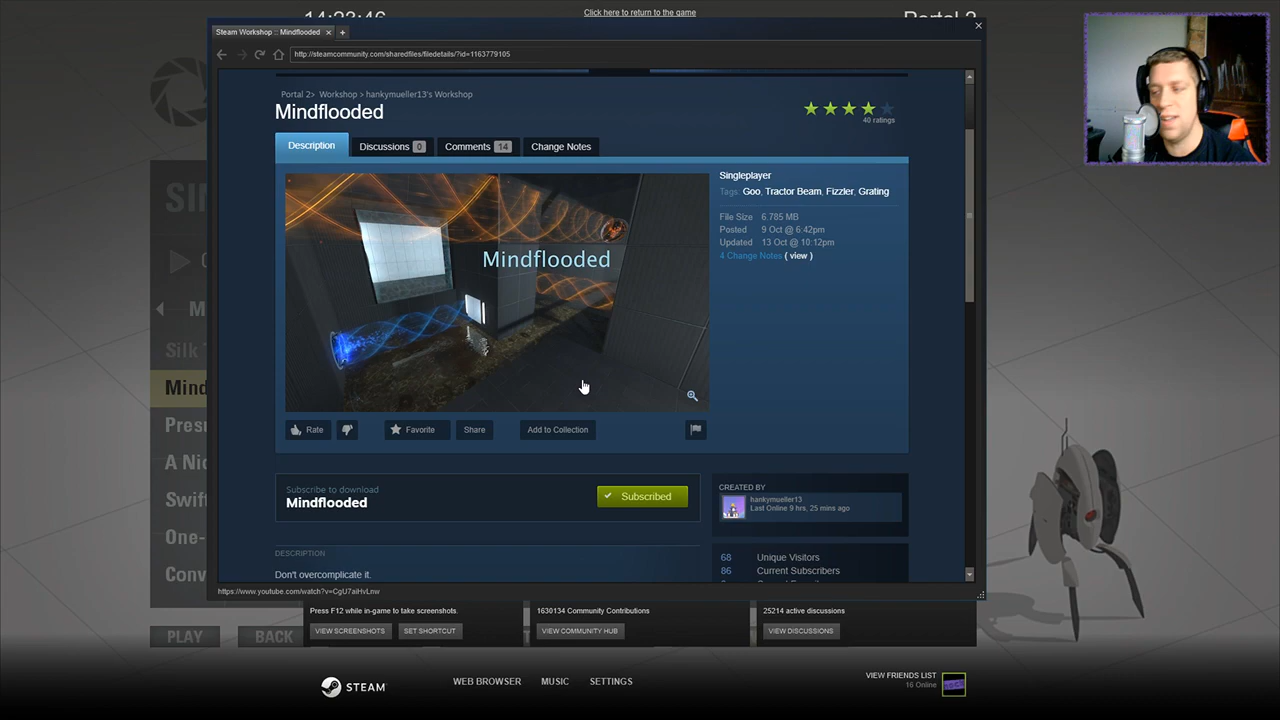 14:23:46
Click here to return to the game
Portal 2
Steam Workshop :: Mindflooded
http://steamcommunity.com/sharedfiles/filedetails/?id=1163779105
Portal 2> Workshop > hankymueller13's Workshop
Mindflooded
40 ratings
Description
Discussions 0
Comments 14
Change Notes
Mindflooded
Singleplayer
Tags: Goo, Tractor Beam, Fizzler, Grating
File Size 6.785 MB
Posted 9 Oct @ 6:42pm
Updated 13 Oct @ 10:12pm
4 Change Notes ( view )
Rate
Favorite
Share
Add to Collection
Subscribe to download
Mindflooded
Subscribed
CREATED BY
hankymueller13
Last Online 9 hrs, 25 mins ago
DESCRIPTION
Don't overcomplicate it.
68 Unique Visitors
86 Current Subscribers
https://www.youtube.com/watch?v=CgU7aiHvLmw
SI
M
Silk
Mind
Pres
A Ni
Swif
One-
Conv
PLAY
BACK
Press F12 while in-game to take screenshots.
VIEW SCREENSHOTS
SET SHORTCUT
1630134 Community Contributions
VIEW COMMUNITY HUB
25214 active discussions
VIEW DISCUSSIONS
STEAM
WEB BROWSER
MUSIC
SETTINGS
VIEW FRIENDS LIST
16 Online